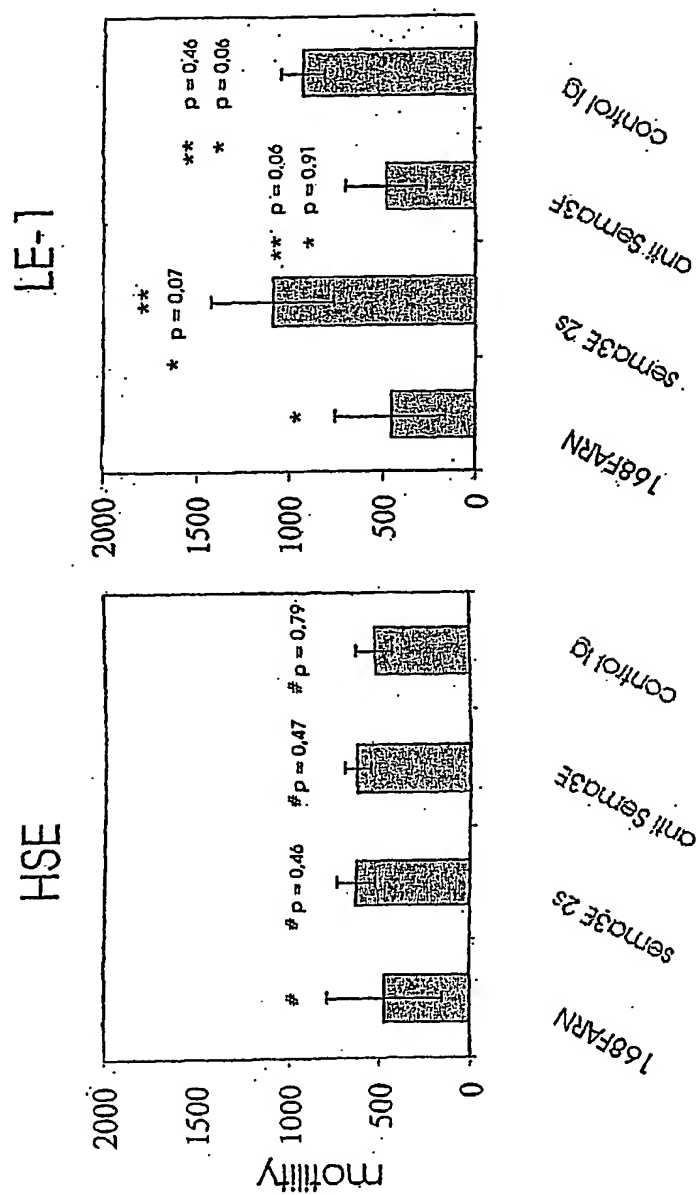 HSE
motility
2000
1500
1000
500
0
#
# p = 0,46
# p = 0,47
# p = 0,79
168FARN
sema3E 2s
anti Sema3E
control Ig
LE-1
2000
1500
1000
500
0
*
**
* p = 0,07
** p = 0,06
* p = 0,91
** p = 0,46
* p = 0,06
168FARN
sema3E 2s
anti Sema3F
control Ig